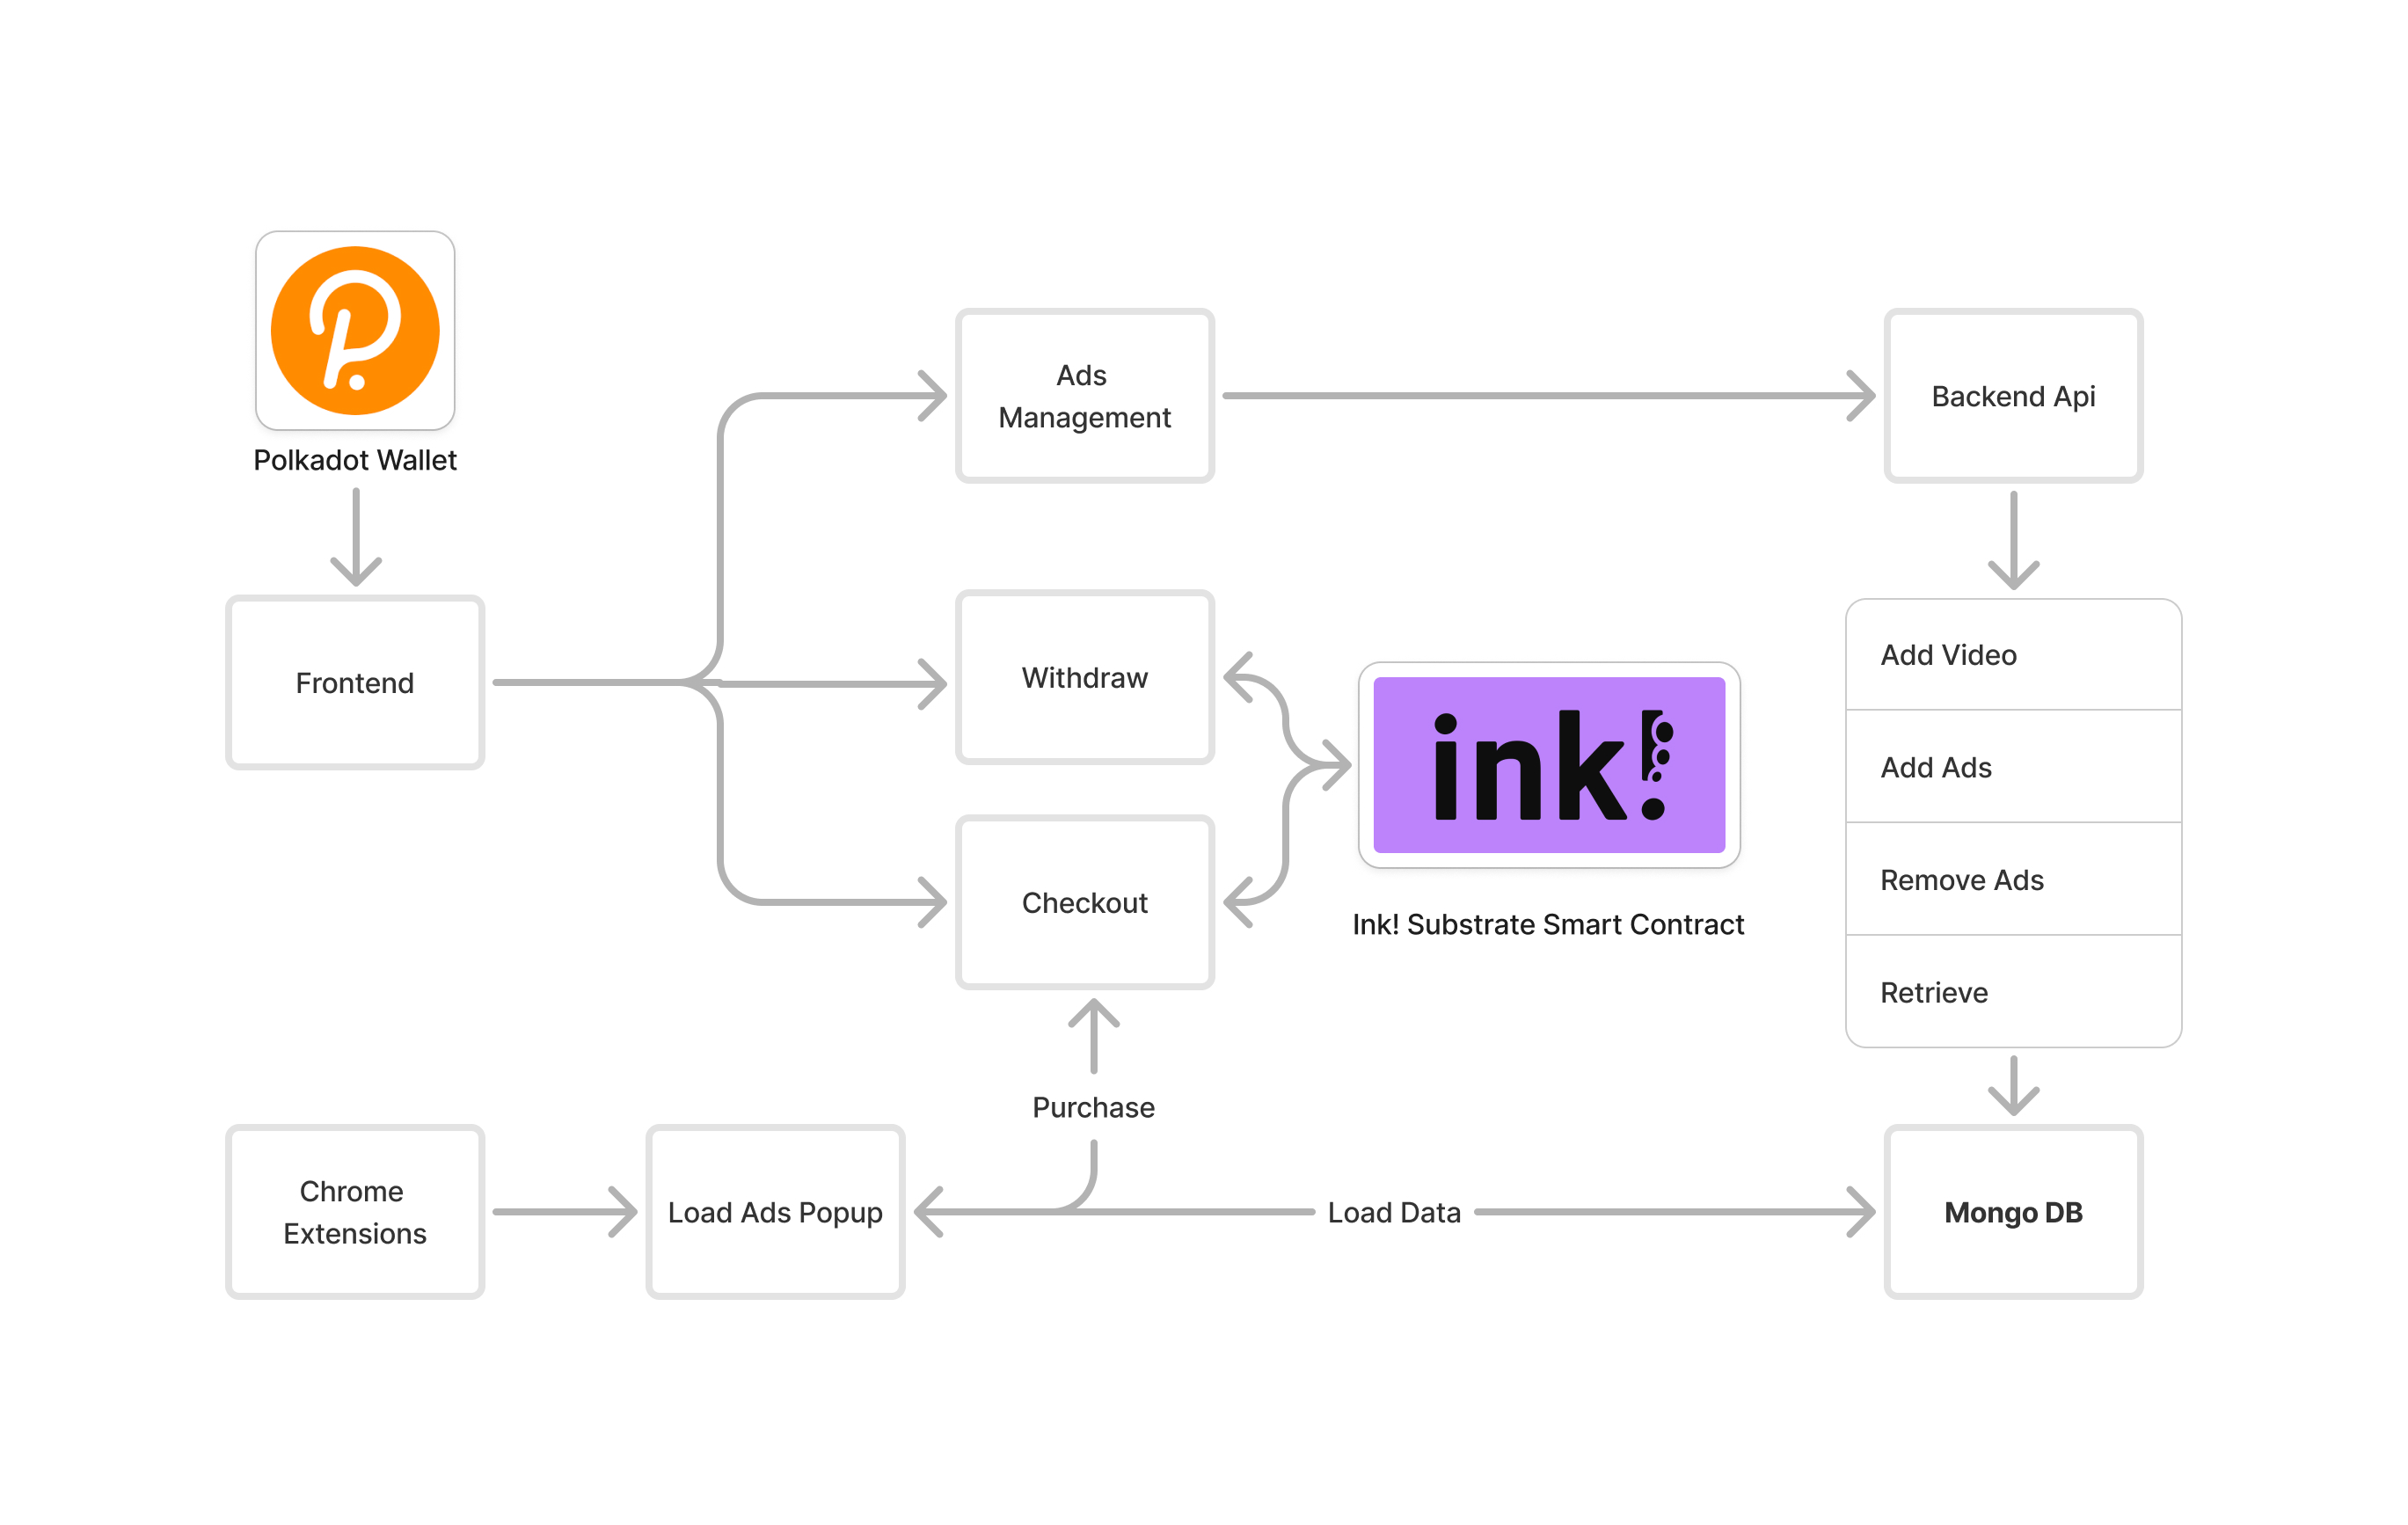 Polkadot Wallet
Frontend
Ads
Management
Withdraw
Checkout
ink!
Ink! Substrate Smart Contract
Backend Api
Add Video
Add Ads
Remove Ads
Retrieve
Purchase
Chrome
Extensions
Load Ads Popup
Load Data
Mongo DB